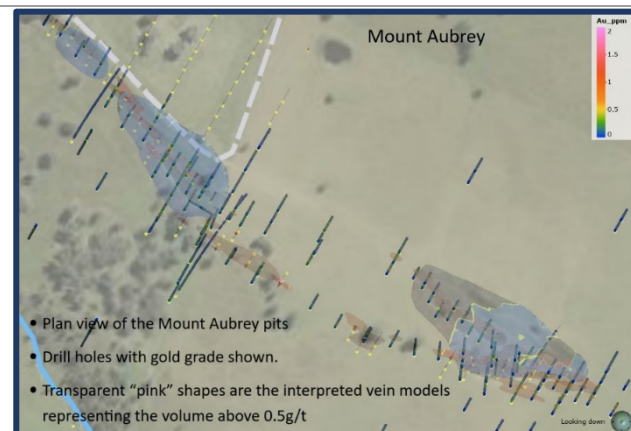 Mount Aubrey
Au_ppm
2
1.5
1
0.5
0
• Plan view of the Mount Aubrey pits
• Drill holes with gold grade shown.
• Transparent “pink” shapes are the interpreted vein models
representing the volume above 0.5g/t
Looking down